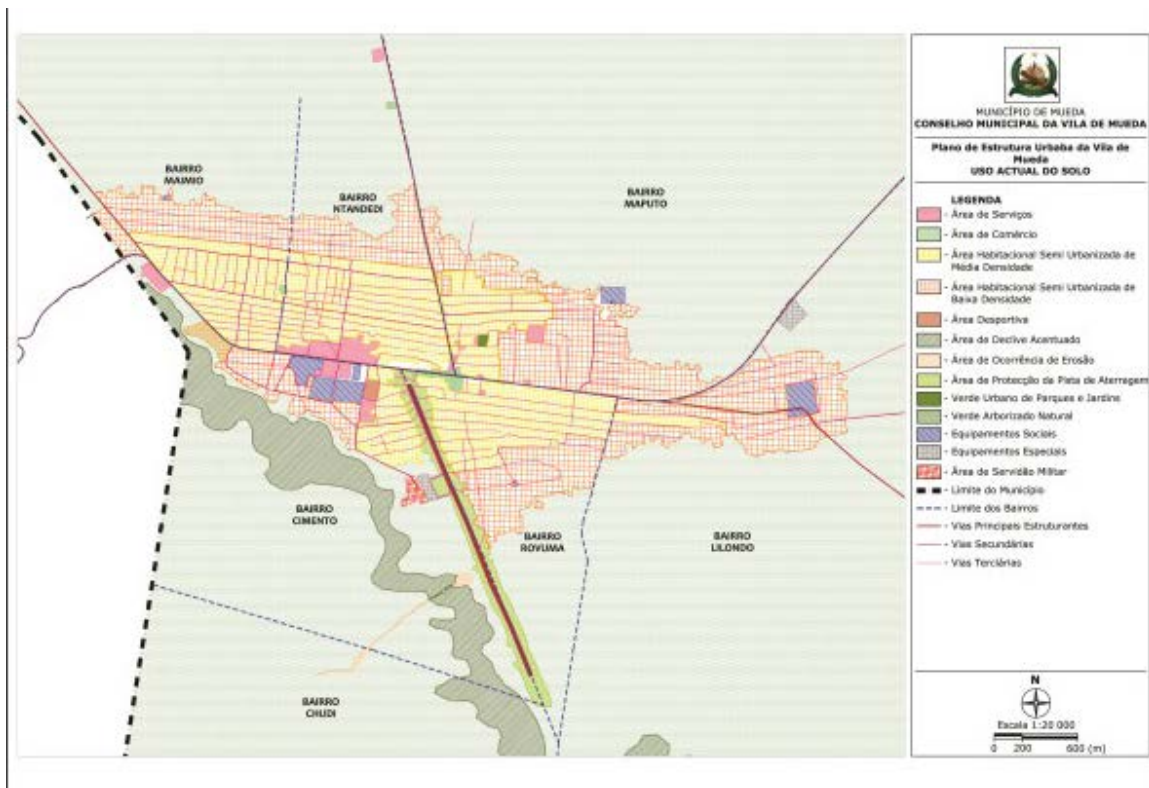 BAIRRO
MAIMIO
BAIRRO
NTANDEDI
BAIRRO
MAPUTO
BAIRRO
CIMENTO
BAIRRO
ROVUMA
BAIRRO
LILONDO
BAIRRO
CHUDI
MUNICÍPIO DE MUEDA
CONSELHO MUNICIPAL DA VILA DE MUEDA
Plano de Estrutura Urbaba da Vila de
Mueda
USO ACTUAL DO SOLO
LEGENDA
- Área de Serviços
- Área de Comércio
- Área Habitacional Semi Urbanizada de
Média Densidade
- Área Habitacional Semi Urbanizada de
Baixa Densidade
- Área Desportiva
- Área de Declive Acentuado
- Área de Ocorrência de Erosão
- Área de Protecção da Pista de Aterragem
- Verde Urbano de Parques e Jardins
- Verde Arborizado Natural
- Equipamentos Sociais
- Equipamentos Especiais
- Área de Servidão Militar
- Limite do Município
- Limite dos Bairros
- Vias Principais Estruturantes
- Vias Secundárias
- Vias Terciárias
N
Escala 1:20 000
0 200 600 (m)